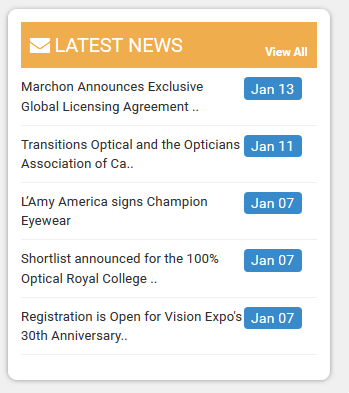 LATEST NEWS
View All
Marchon Announces Exclusive Jan 13
Global Licensing Agreement ..
Transitions Optical and the Opticians Jan 11
Association of Ca..
L'Amy America signs Champion Jan 07
Eyewear
Shortlist announced for the 100% Jan 07
Optical Royal College ..
Registration is Open for Vision Expo's Jan 07
30th Anniversary..